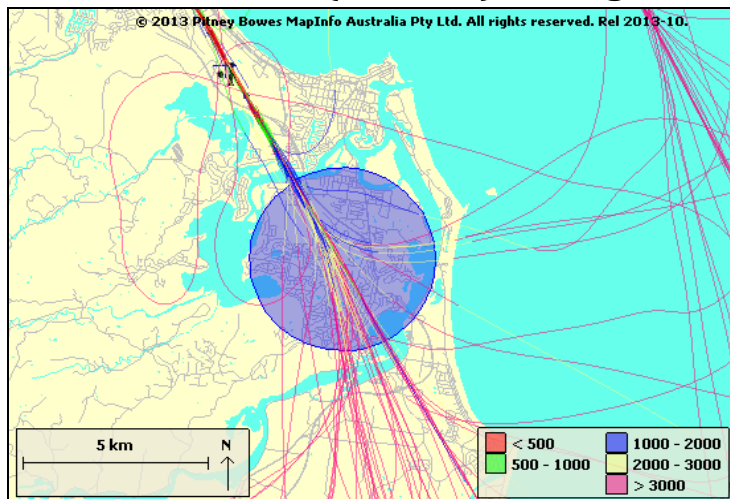 © 2013 Pitney Bowes MapInfo Australia Pty Ltd. All rights reserved. Rel 2013-10.
5 km
N
< 500
1000 - 2000
500 - 1000
2000 - 3000
> 3000